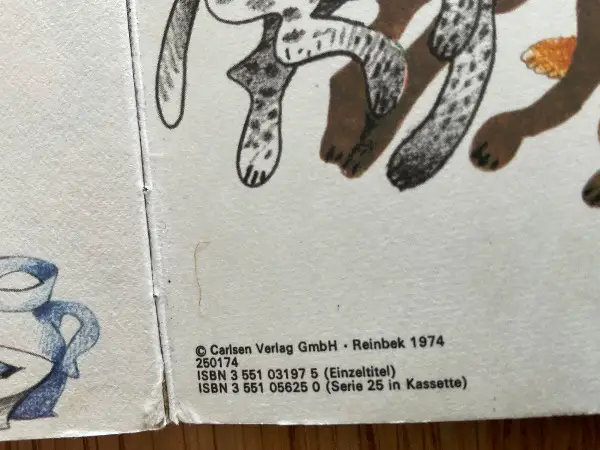 © Carlsen Verlag GmbH · Reinbek 1974
250174
ISBN 3 551 03197 5 (Einzeltitel)
ISBN 3 551 05625 0 (Serie 25 in Kassette)